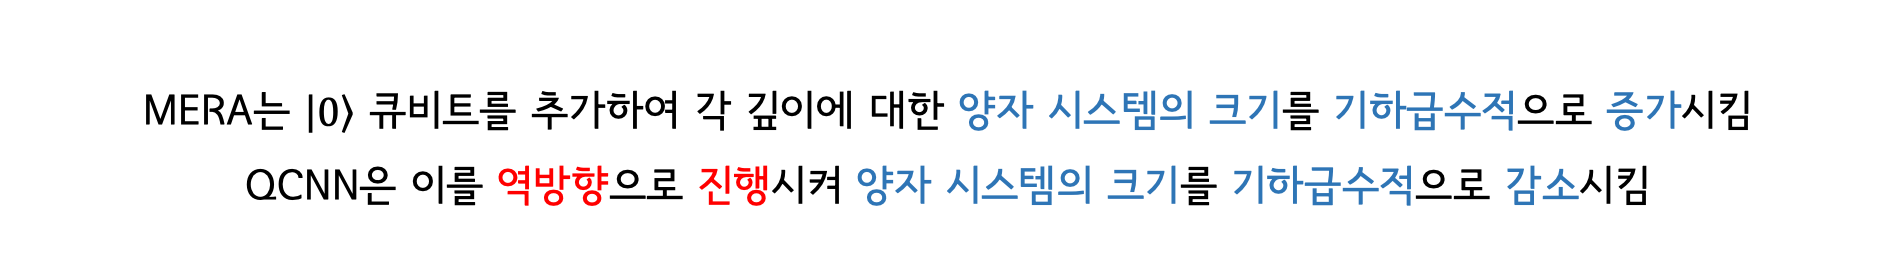 MERA는 |0⟩ 큐비트를 추가하여 각 깊이에 대한 양자 시스템의 크기를 기하급수적으로 증가시킴
QCNN은 이를 역방향으로 진행시켜 양자 시스템의 크기를 기하급수적으로 감소시킴